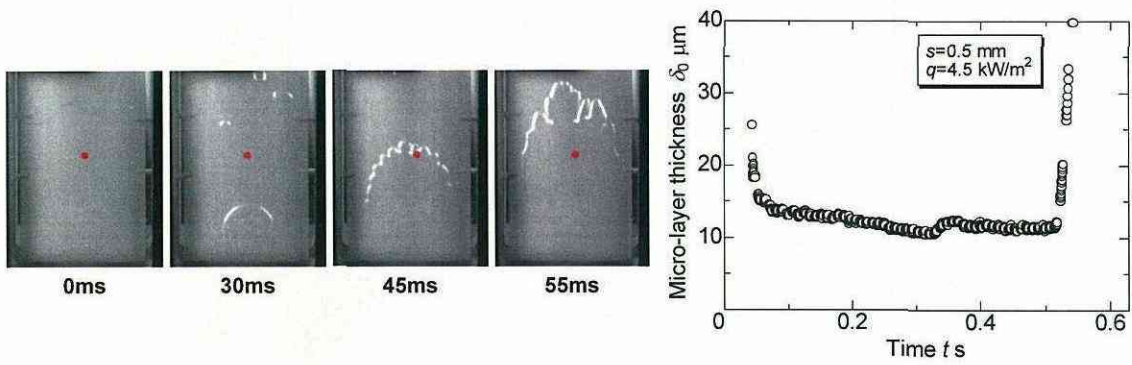 0ms
30ms
45ms
55ms
40
30
20
10
0
0.2
0.4
0.6
Micro-layer thickness δ₀ μm
Time t s
s=0.5 mm
q=4.5 kW/m²